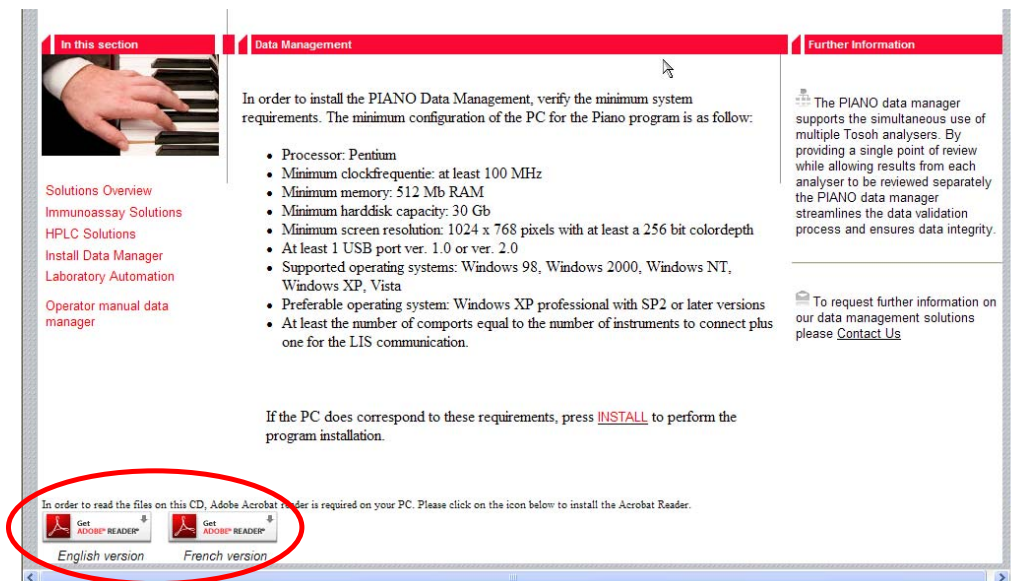 In this section
Solutions Overview
Immunoassay Solutions
HPLC Solutions
Install Data Manager
Laboratory Automation
Operator manual data
manager
Data Management
In order to install the PIANO Data Management, verify the minimum system
requirements. The minimum configuration of the PC for the Piano program is as follow:
• Processor: Pentium
• Minimum clockfrequentie: at least 100 MHz
• Minimum memory: 512 Mb RAM
• Minimum harddisk capacity: 30 Gb
• Minimum screen resolution: 1024 x 768 pixels with at least a 256 bit colordepth
• At least 1 USB port ver. 1.0 or ver. 2.0
• Supported operating systems: Windows 98, Windows 2000, Windows NT,
Windows XP, Vista
• Preferable operating system: Windows XP professional with SP2 or later versions
• At least the number of comports equal to the number of instruments to connect plus
one for the LIS communication.
If the PC does correspond to these requirements, press INSTALL to perform the
program installation.
Further Information
The PIANO data manager
supports the simultaneous use of
multiple Tosoh analysers. By
providing a single point of review
while allowing results from each
analyser to be reviewed separately
the PIANO data manager
streamlines the data validation
process and ensures data integrity.
To request further information on
our data management solutions
please Contact Us
In order to read the files on this CD, Adobe Acrobat reader is required on your PC. Please click on the icon below to install the Acrobat Reader.
Get
ADOBE® READER®
Get
ADOBE® READER®
English version
French version